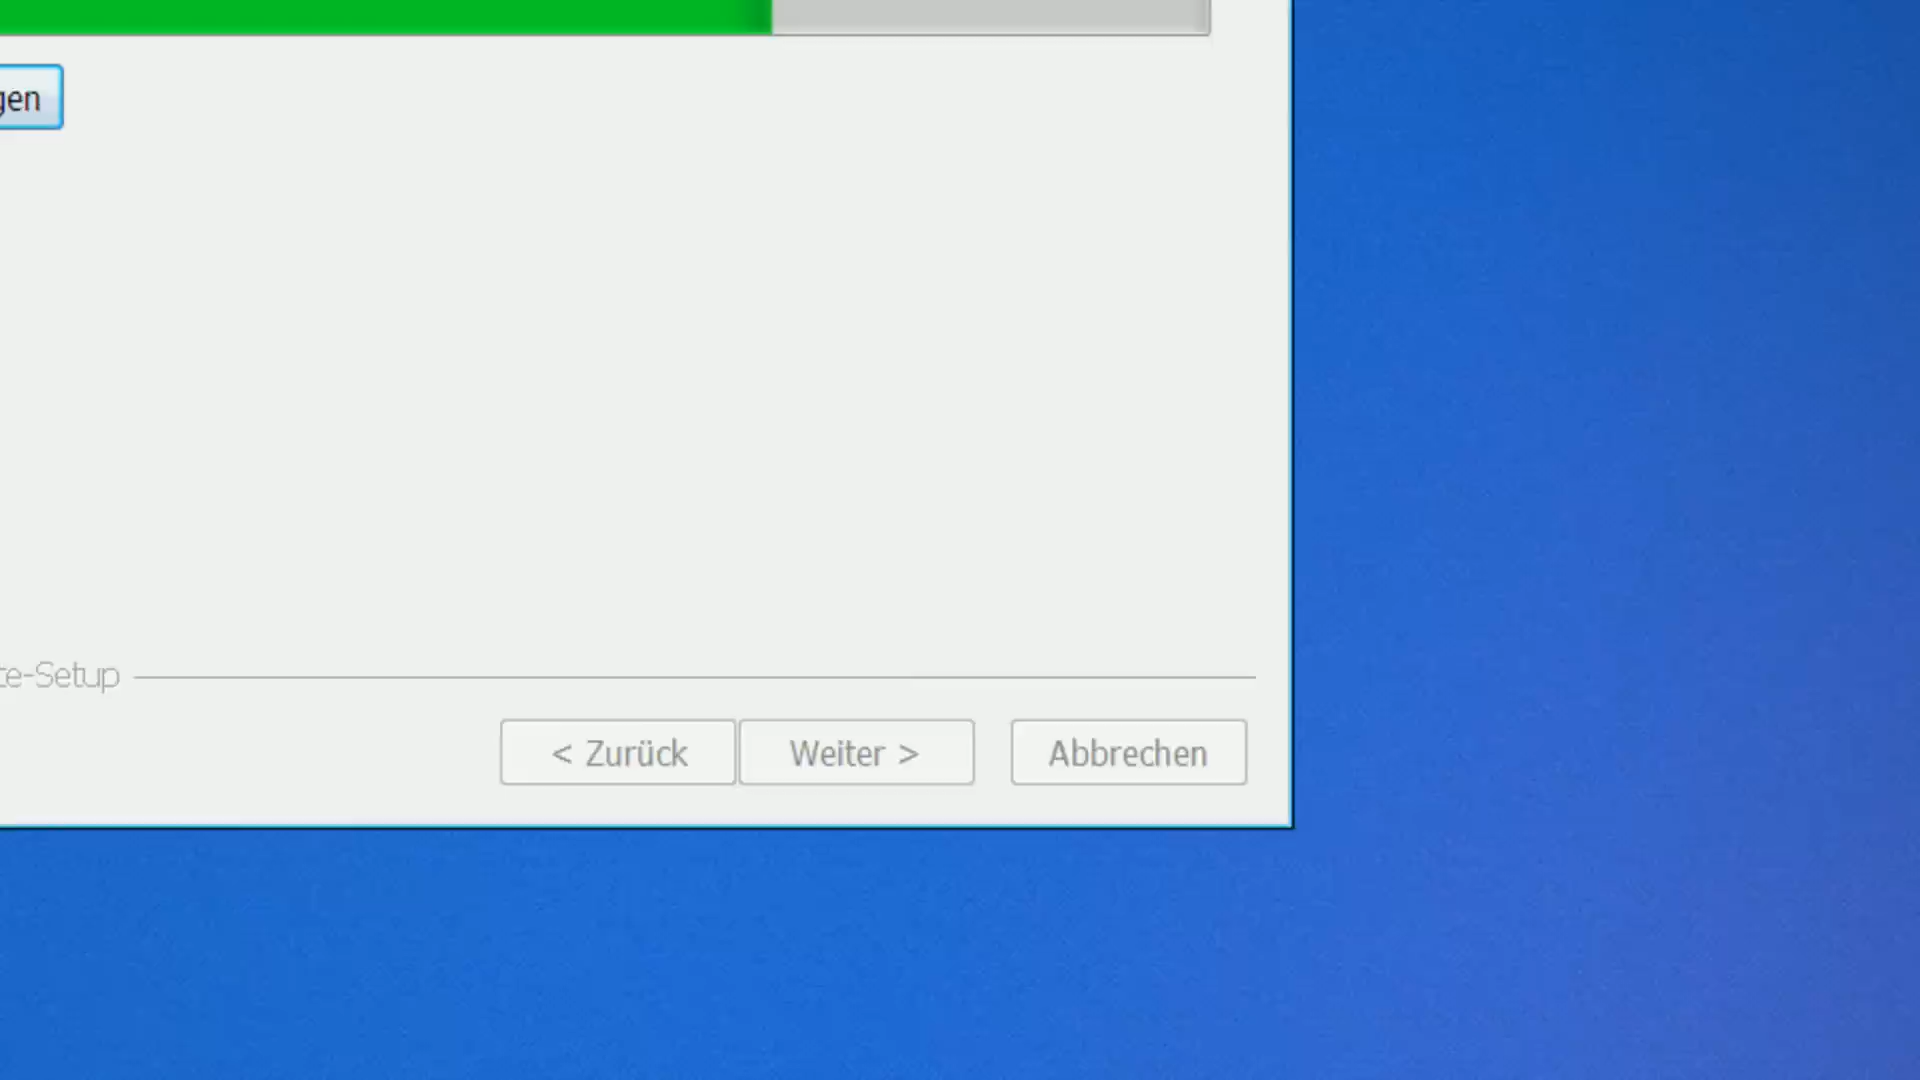 gen
te-Setup
< Zurück
Weiter >
Abbrechen